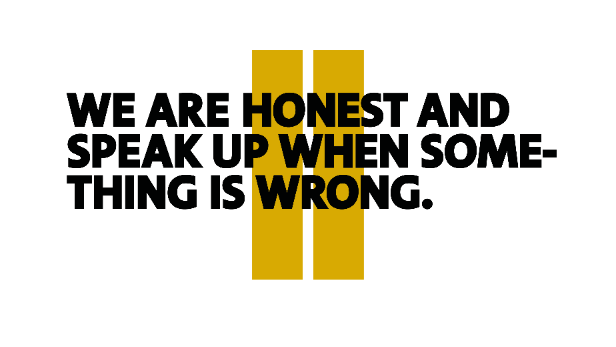 WE ARE HONEST AND
SPEAK UP WHEN SOME-
THING IS WRONG.